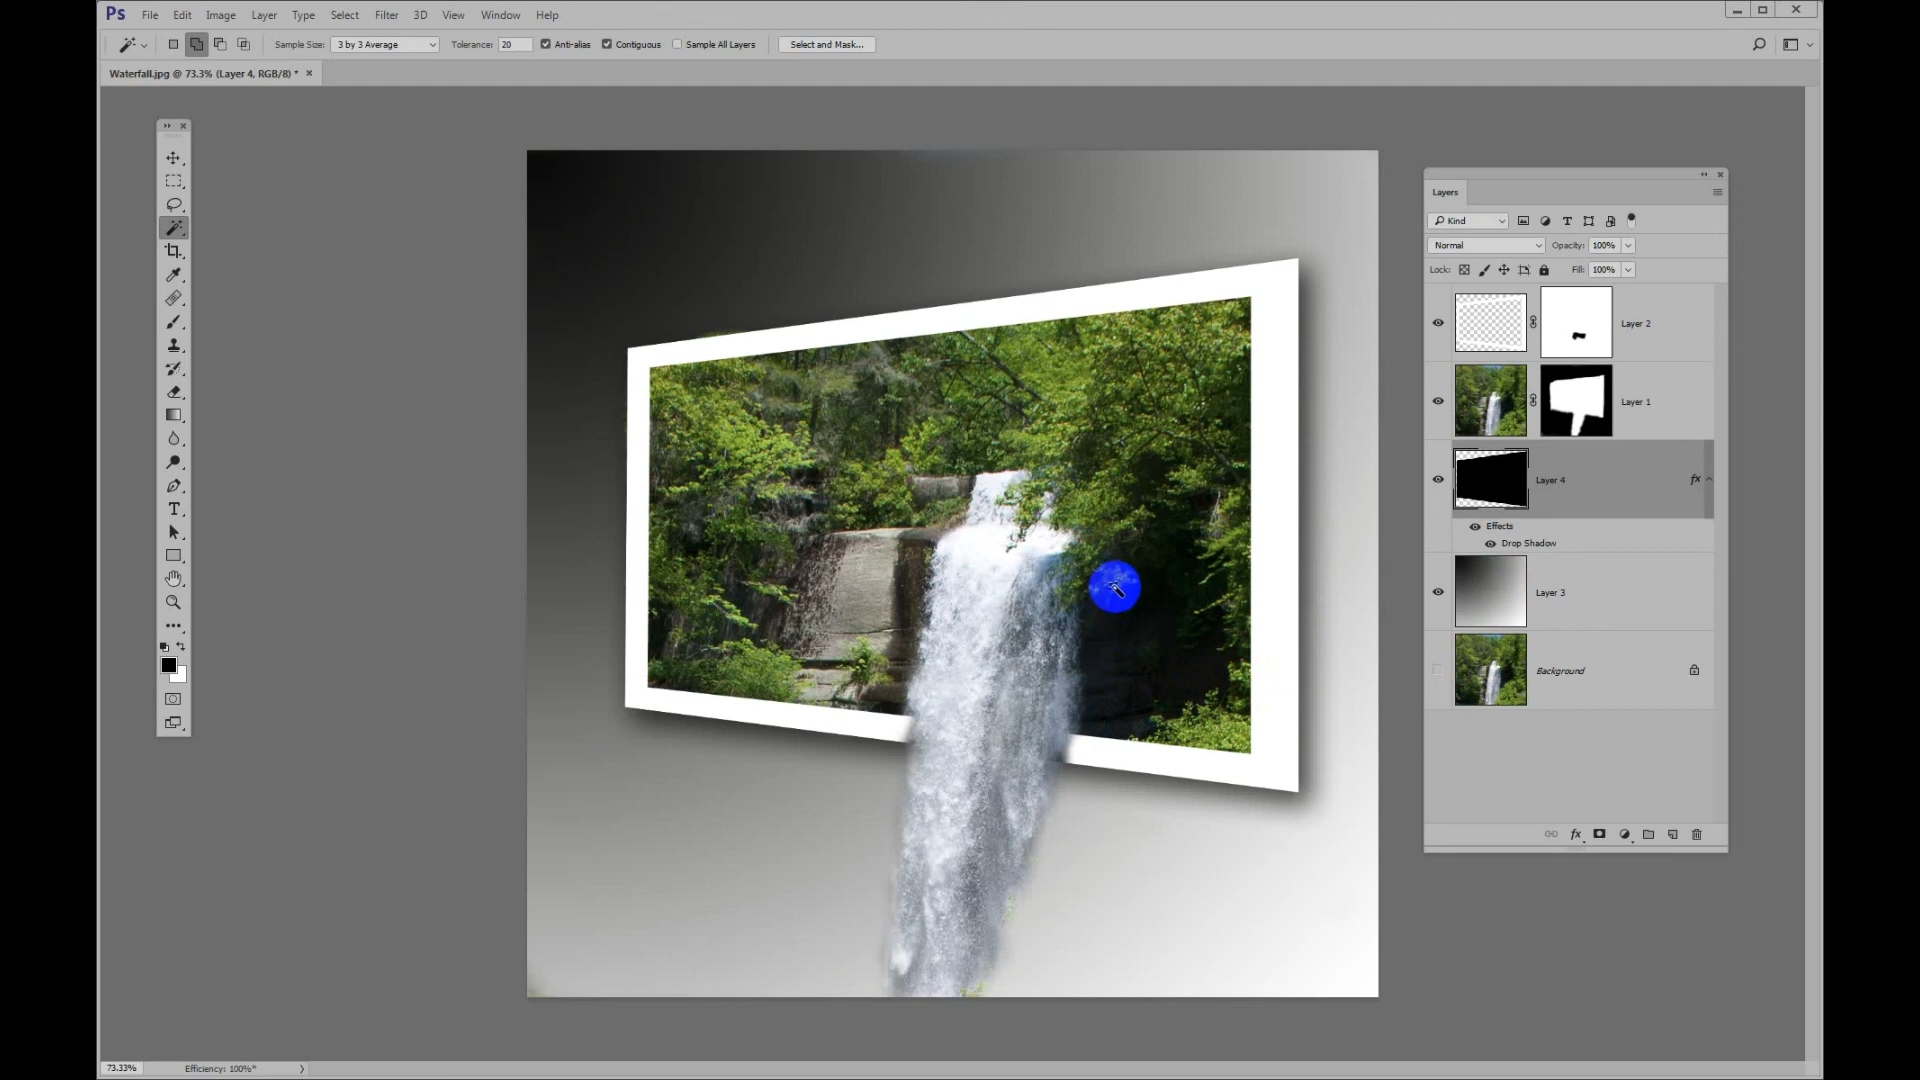 Ps File Edit Image Layer Type Select Filter 3D View Window Help
Sample Size: 3 by 3 Average Tolerance: 20 Anti-alias Contiguous Sample All Layers Select and Mask...
Waterfall.jpg @ 73.3% (Layer 4, RGB/8) *
Layers
Kind
Normal Opacity: 100%
Lock: Fill: 100%
Layer 2
Layer 1
Layer 4 fx
Effects
Drop Shadow
Layer 3
Background
fx
73.33% Efficiency: 100%*